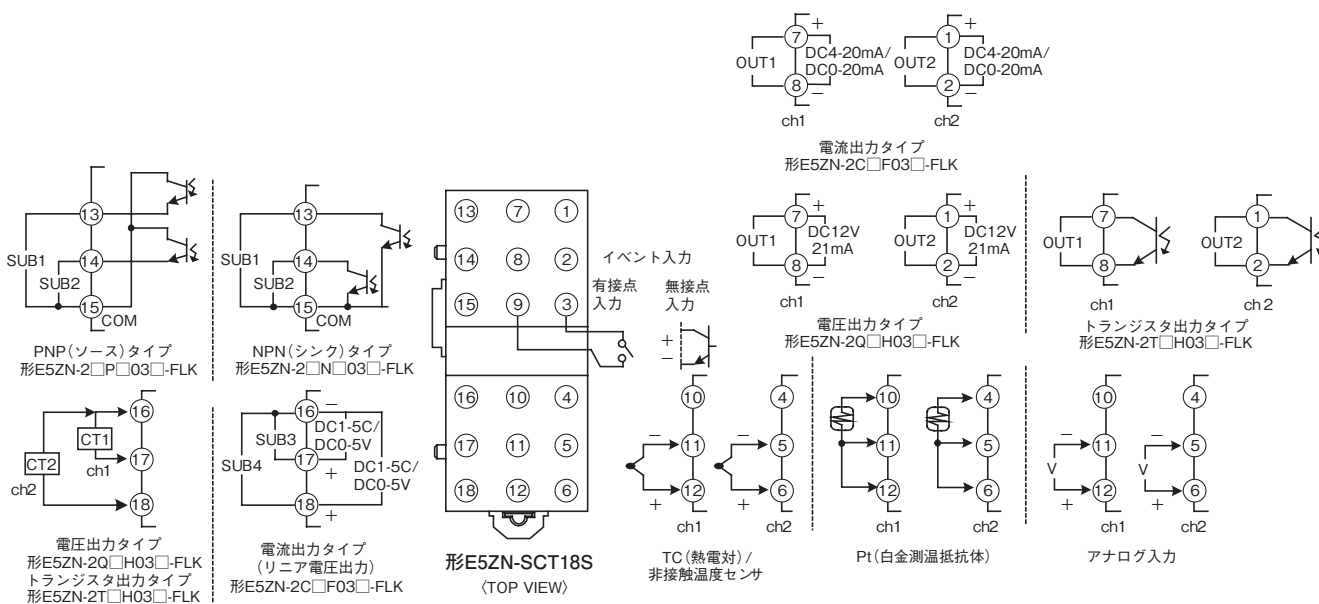 7
+
OUT1
DC4-20mA/
DC0-20mA
8
−
ch1
1
+
OUT2
DC4-20mA/
DC0-20mA
2
−
ch2
電流出力タイプ
形E5ZN-2C□F03□-FLK
13
14
15
SUB1
SUB2
COM
PNP(ソース)タイプ
形E5ZN-2□P□03□-FLK
13
14
15
SUB1
SUB2
COM
NPN(シンク)タイプ
形E5ZN-2□N□03□-FLK
13 7 1
14 8 2
15 9 3
16 10 4
17 11 5
18 12 6
イベント入力
有接点
入力
無接点
入力
+
−
形E5ZN-SCT18S
〈TOP VIEW〉
7
+
OUT1
DC12V
21mA
8
−
ch1
1
+
OUT2
DC12V
21mA
2
−
ch2
電圧出力タイプ
形E5ZN-2Q□H03□-FLK
7
OUT1
8
ch1
1
OUT2
2
ch 2
トランジスタ出力タイプ
形E5ZN-2T□H03□-FLK
16
CT1
17
CT2
ch1
ch2
18
電圧出力タイプ
形E5ZN-2Q□H03□-FLK
トランジスタ出力タイプ
形E5ZN-2T□H03□-FLK
16
−
DC1-5C/
DC0-5V
SUB3
17
+
SUB4
DC1-5C/
DC0-5V
18
+
電流出力タイプ
(リニア電圧出力)
形E5ZN-2C□F03□-FLK
10
11
12
−
+
ch1
4
5
6
−
+
ch2
TC(熱電対)/
非接触温度センサ
10
11
12
ch1
4
5
6
ch2
Pt(白金測温抵抗体)
10
11
12
−
V
+
ch1
4
5
6
−
V
+
ch2
アナログ入力